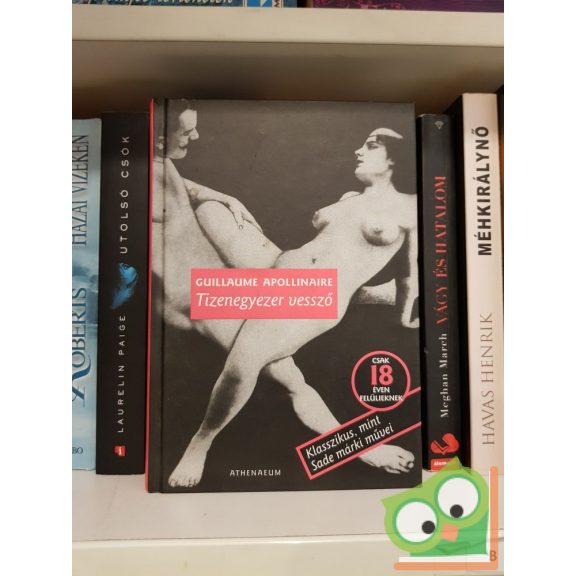 HAZAI VIZEKEN
ROBERTS
LAURELIN PAIGE
UTOLSÓ CSÓK
GUILLAUME APOLLINAIRE
Tizenegyezer vessző
CSAK
18
ÉVEN
FELÜLIEKNEK
Klasszikus, mint
Sade márki művei
ATHENAEUM
Meghan March
VÁGY ÉS HATALOM
HAVAS HENRIK
MÉHKIRÁLYNŐ